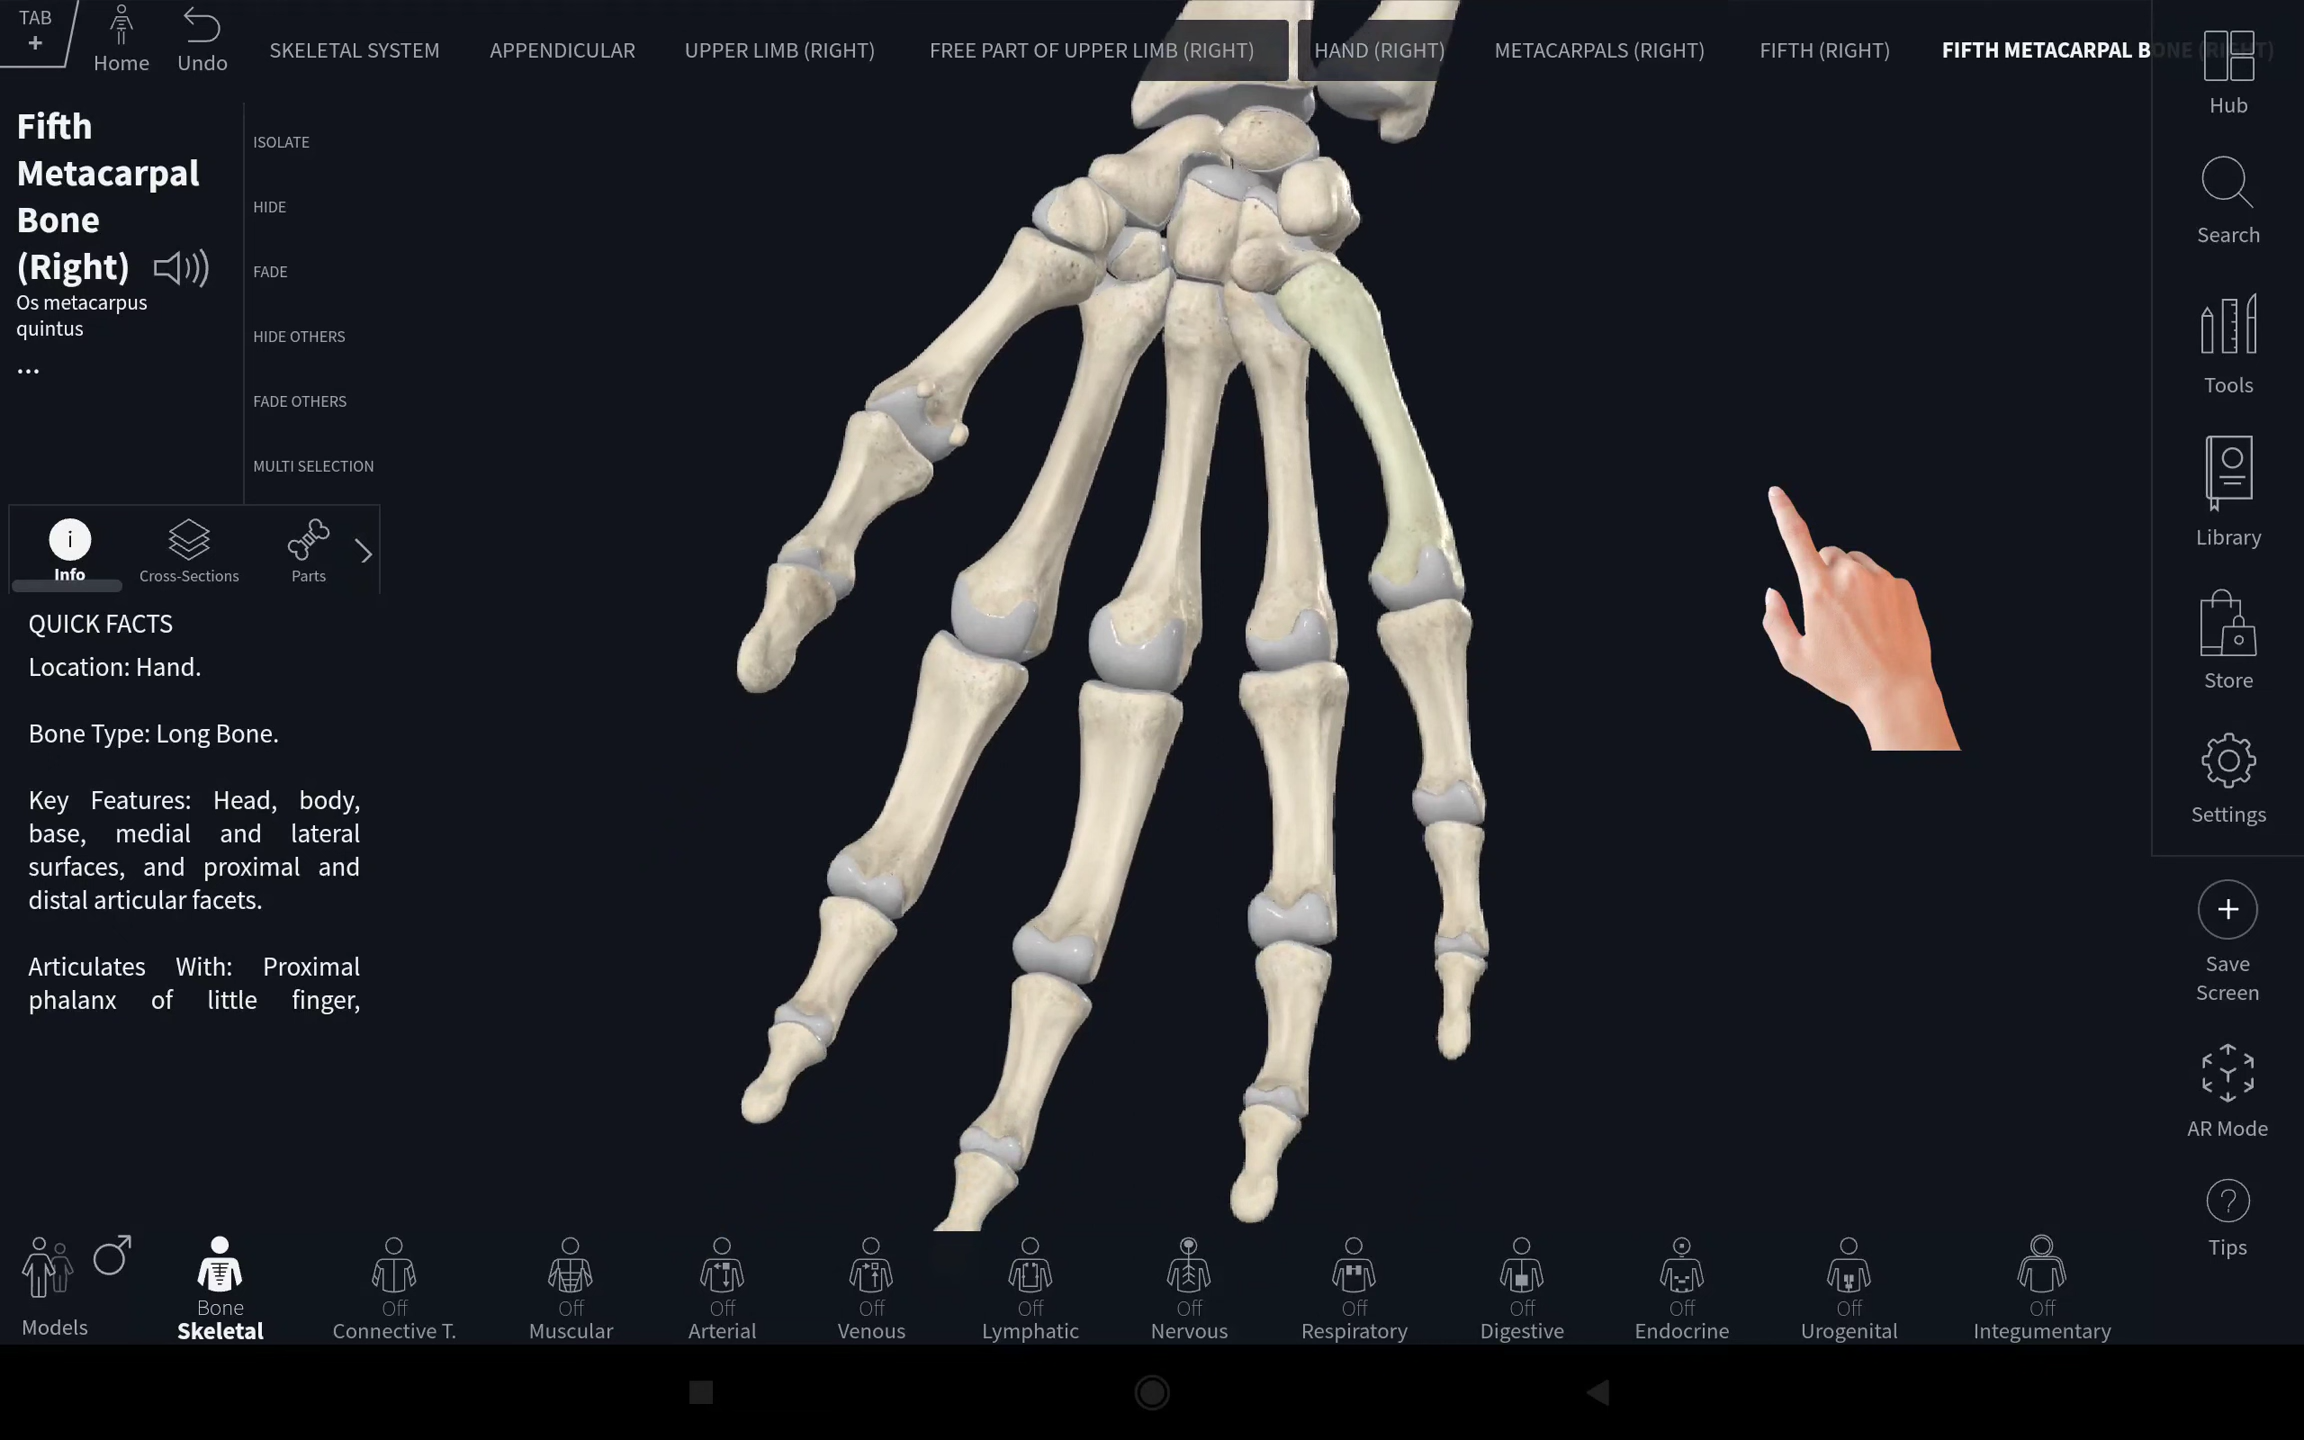 TAB
+
Home
Undo
SKELETAL SYSTEM
APPENDICULAR
UPPER LIMB (RIGHT)
FREE PART OF UPPER LIMB (RIGHT)
HAND (RIGHT)
METACARPALS (RIGHT)
FIFTH (RIGHT)
FIFTH METACARPAL BONE (RIGHT)
Fifth
Metacarpal
Bone
(Right)
Os metacarpus
quintus
...
ISOLATE
HIDE
FADE
HIDE OTHERS
FADE OTHERS
MULTI SELECTION
i
Info
Cross-Sections
Parts
QUICK FACTS
Location: Hand.
Bone Type: Long Bone.
Key Features: Head, body,
base, medial and lateral
surfaces, and proximal and
distal articular facets.
Articulates With: Proximal
phalanx of little finger,
Hub
Search
Tools
Library
Store
Settings
+
Save
Screen
AR Mode
?
Tips
Models
Bone
Skeletal
Off
Connective T.
Off
Muscular
Off
Arterial
Off
Venous
Off
Lymphatic
Off
Nervous
Off
Respiratory
Off
Digestive
Off
Endocrine
Off
Urogenital
Off
Integumentary